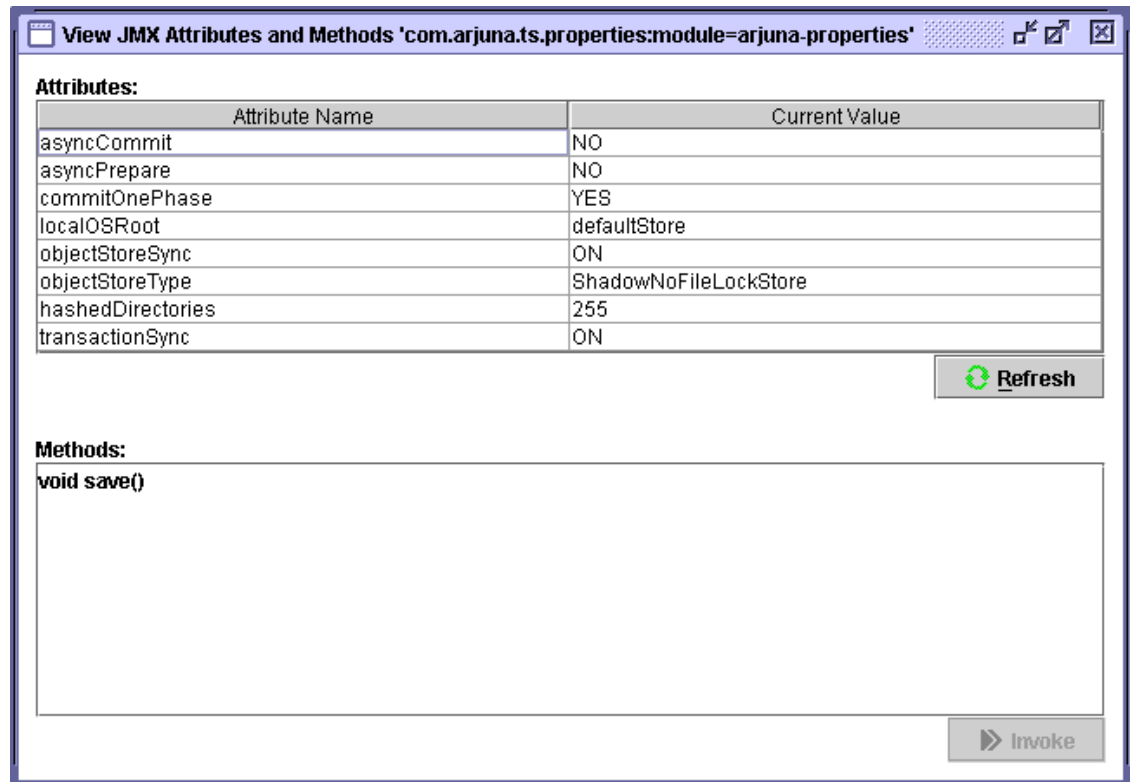 View JMX Attributes and Methods 'com.arjuna.ts.properties:module=arjuna-properties'
Attributes:
Attribute Name Current Value
asyncCommit NO
asyncPrepare NO
commitOnePhase YES
localOSRoot defaultStore
objectStoreSync ON
objectStoreType ShadowNoFileLockStore
hashedDirectories 255
transactionSync ON
Refresh
Methods:
void save()
Invoke